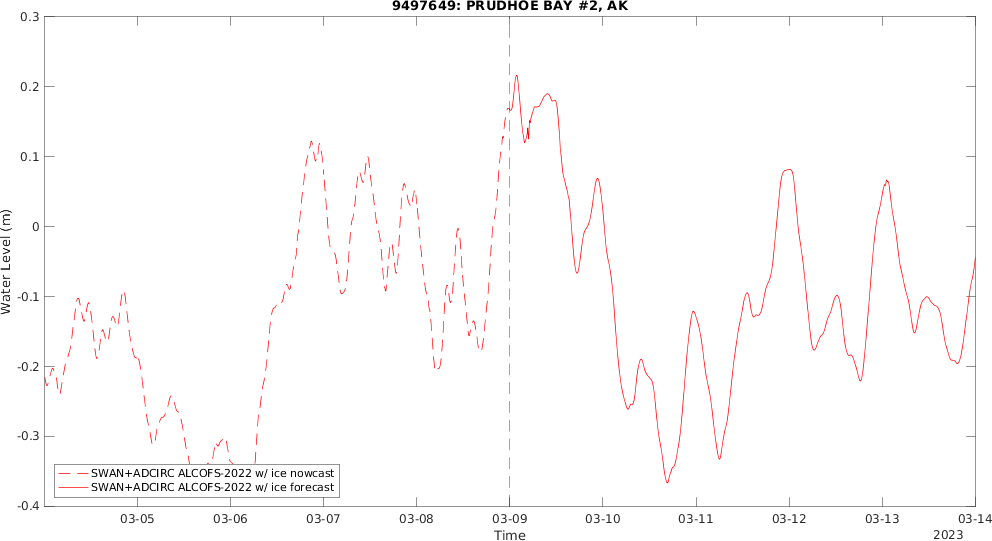 9497649: PRUDHOE BAY #2, AK
0.3
0.2
0.1
0
-0.1
-0.2
-0.3
-0.4
Water Level (m)
SWAN+ADCIRC ALCOFS-2022 w/ ice nowcast
SWAN+ADCIRC ALCOFS-2022 w/ ice forecast
03-05 03-06 03-07 03-08 03-09 03-10 03-11 03-12 03-13 03-14
Time
2023